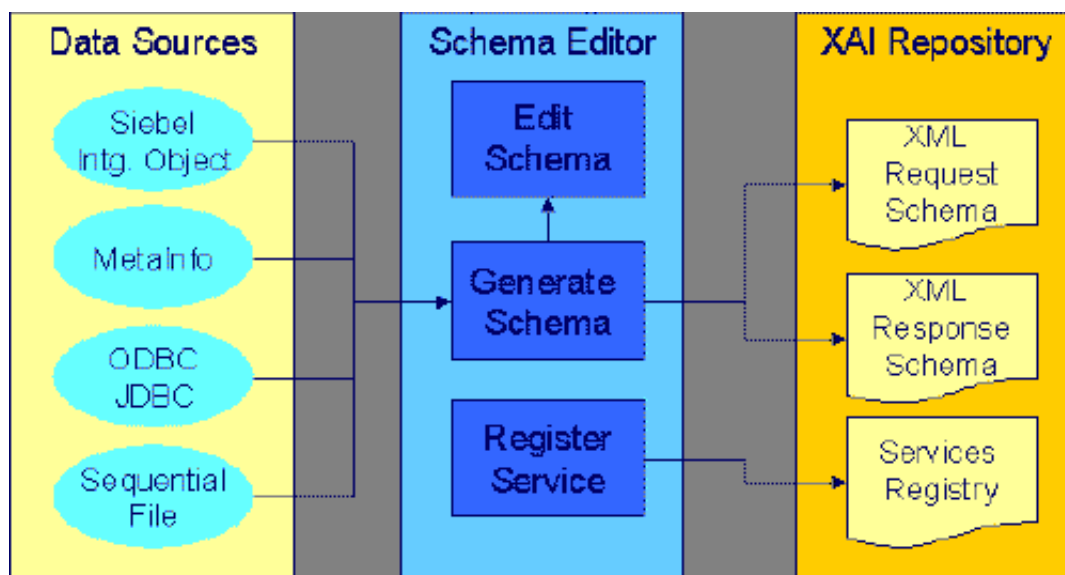 Data Sources
Siebel
Intg. Object
MetaInfo
ODBC
JDBC
Sequential
File
Schema Editor
Edit
Schema
Generate
Schema
Register
Service
XAI Repository
XML
Request
Schema
XML
Response
Schema
Services
Registry